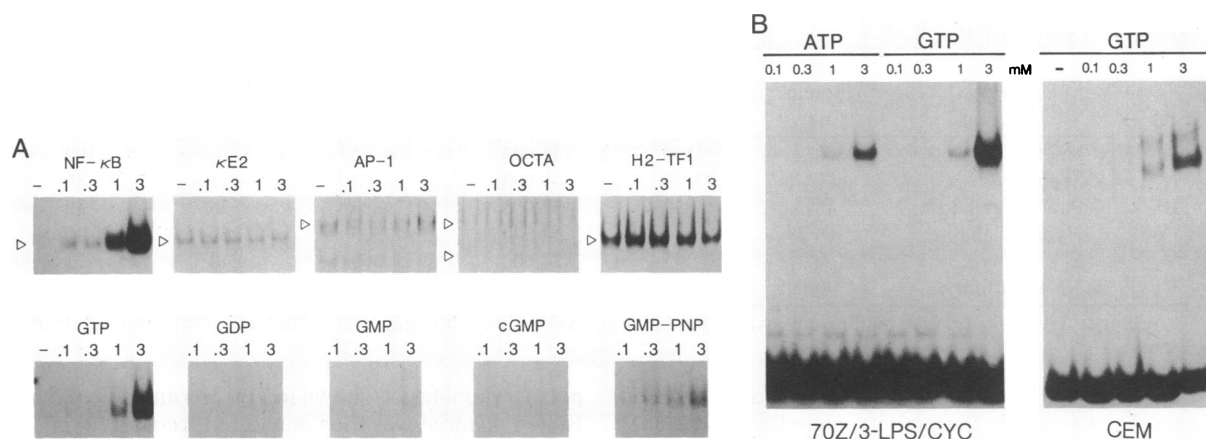 A
NF-κB κE2 AP-1 OCTA H2-TF1
- .1 .3 1 3 - .1 .3 1 3 - .1 .3 1 3 - .1 .3 1 3 - .1 .3 1 3
GTP GDP GMP cGMP GMP-PNP
- .1 .3 1 3 .1 .3 1 3 .1 .3 1 3 .1 .3 1 3 .1 .3 1 3
B
ATP GTP GTP
0.1 0.3 1 3 0.1 0.3 1 3 mM - 0.1 0.3 1 3
70Z/3-LPS/CYC CEM